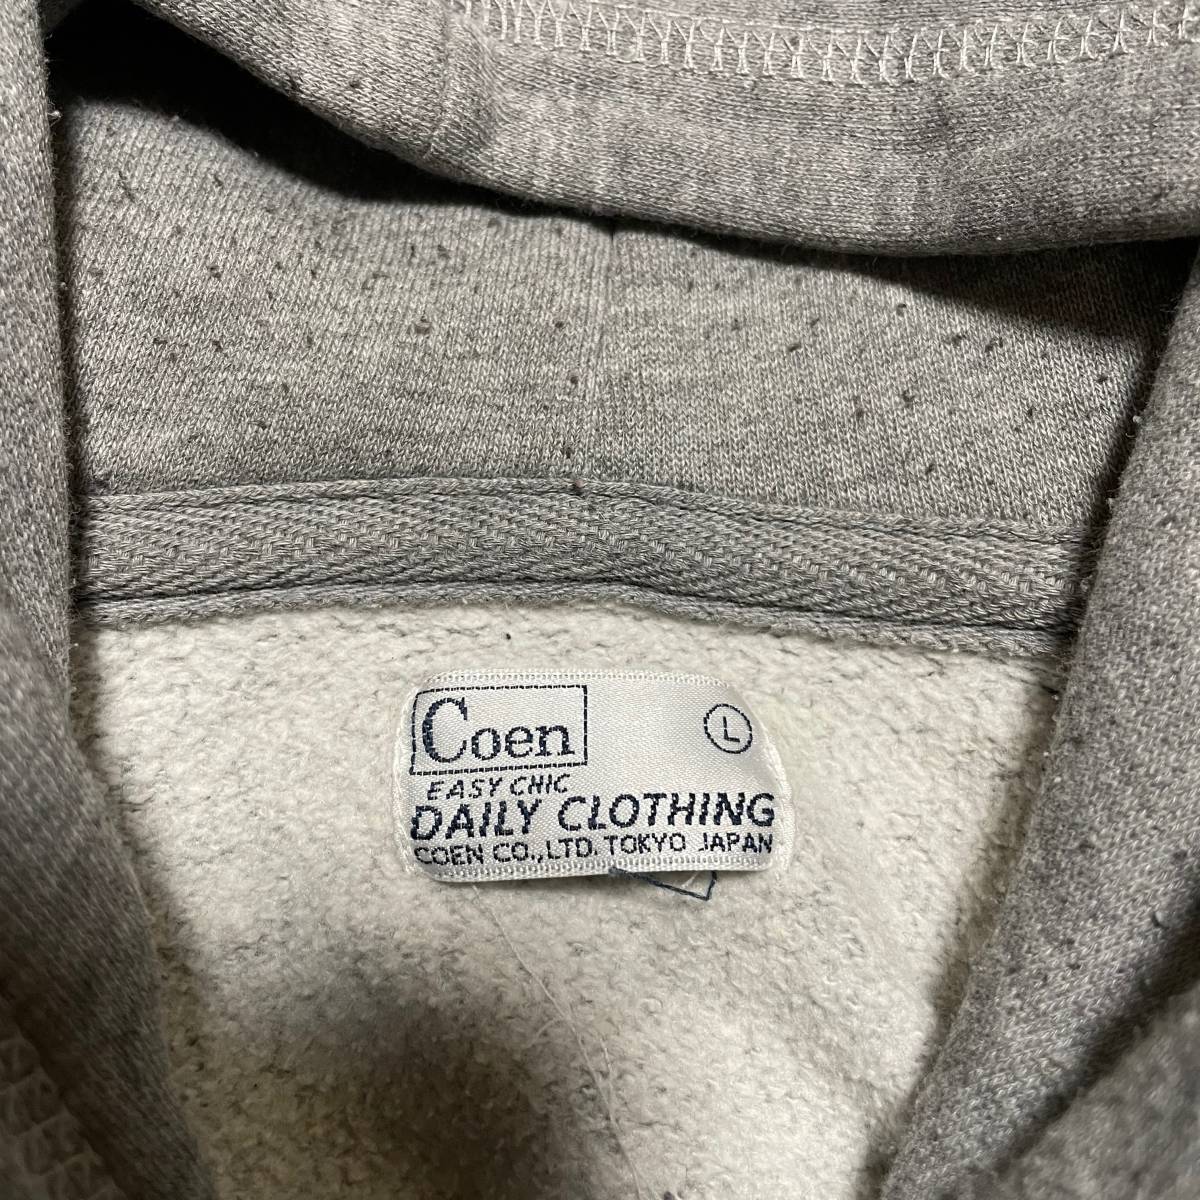 Coen L
EASY CHIC
DAILY CLOTHING
COEN CO.,LTD. TOKYO JAPAN